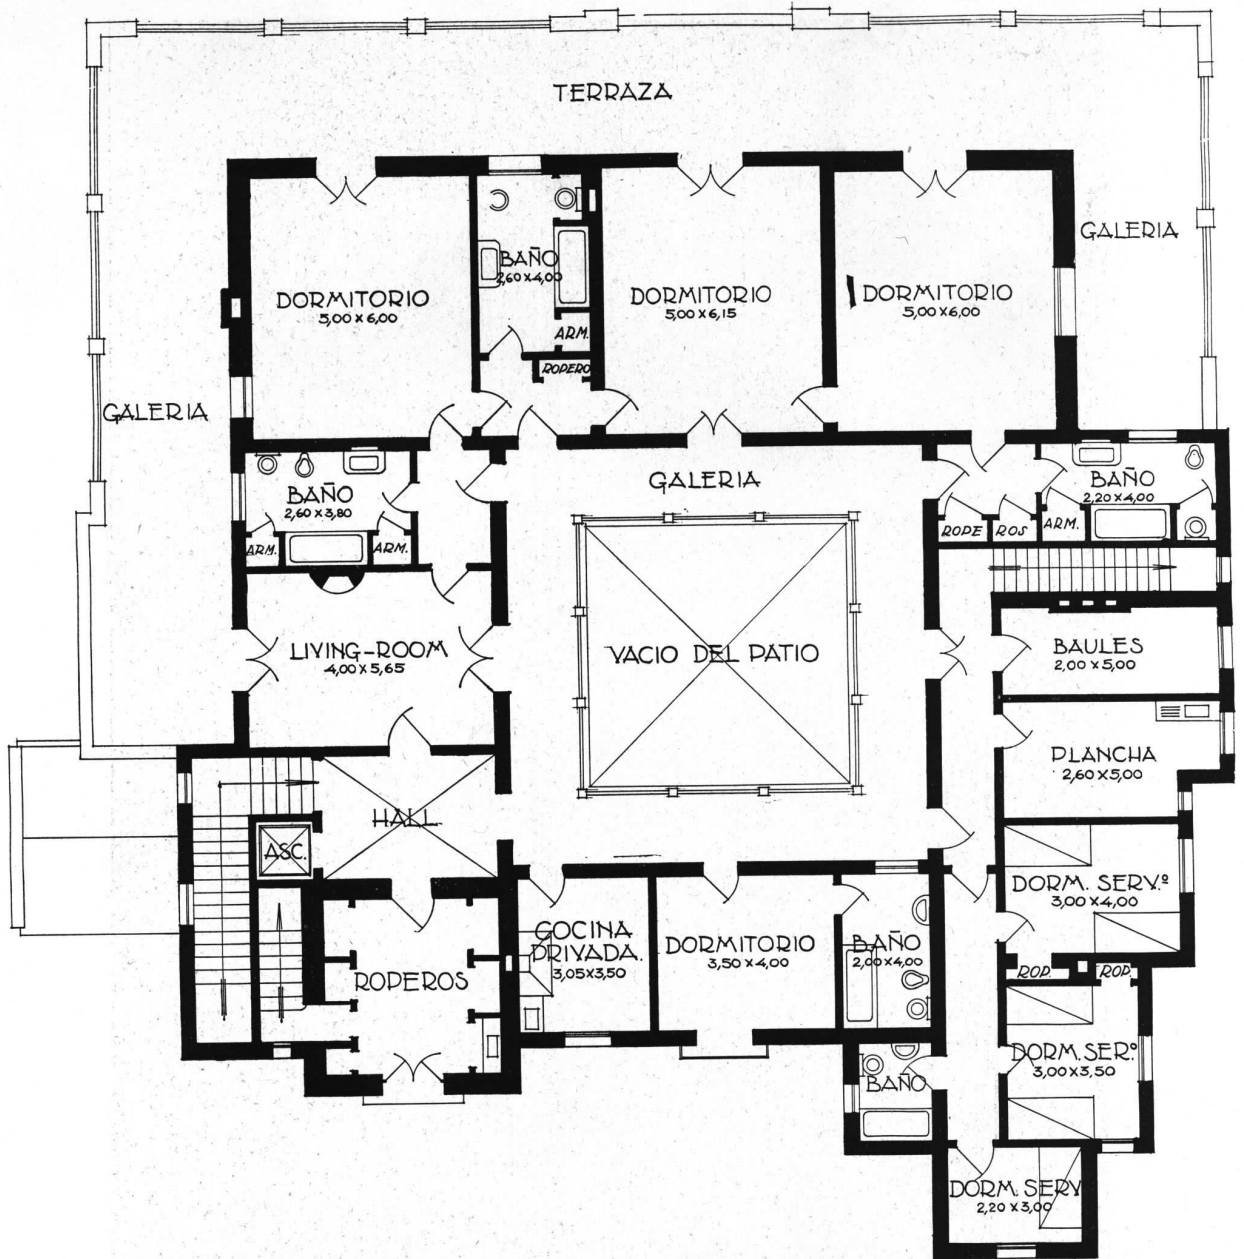 TERRAZA
GALERIA
DORMITORIO
5,00 X 6,00
BAÑO
2,60 X 4,00
ARM.
ROPERO
DORMITORIO
5,00 X 6,15
DORMITORIO
5,00 X 6,00
GALERIA
BAÑO
2,60 X 3,80
ARM.
ARM.
GALERIA
BAÑO
2,20 X 4,00
ROPE
ROS
ARM.
LIVING-ROOM
4,00 X 5,65
VACIO DEL PATIO
BAULES
2,00 X 5,00
PLANCHA
2,60 X 5,00
HALL
ASC.
ROPEROS
COCINA
PRIVADA.
3,05 X 3,50
DORMITORIO
3,50 X 4,00
BAÑO
2,00 X 4,00
DORM. SERV.º
3,00 X 4,00
ROP.
ROP.
DORM. SER.º
3,00 X 3,50
BAÑO
DORM. SERV
2,20 X 3,00